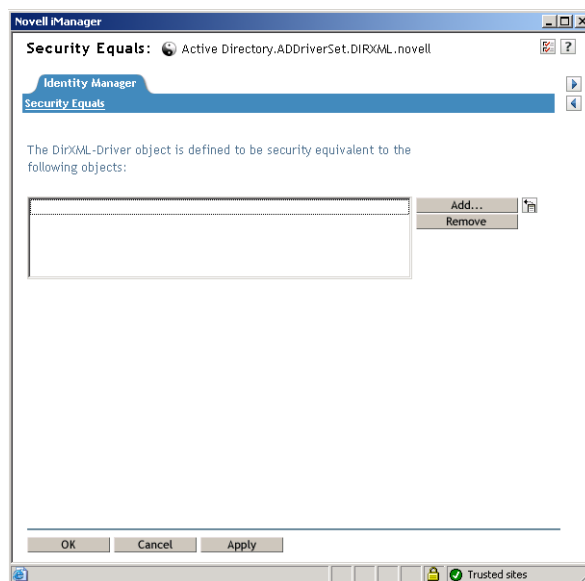 Novell iManager
Security Equals: Active Directory.ADDriverSet.DIRXML.novell
Identity Manager
Security Equals
The DirXML-Driver object is defined to be security equivalent to the
following objects:
Add...
Remove
OK Cancel Apply
Trusted sites